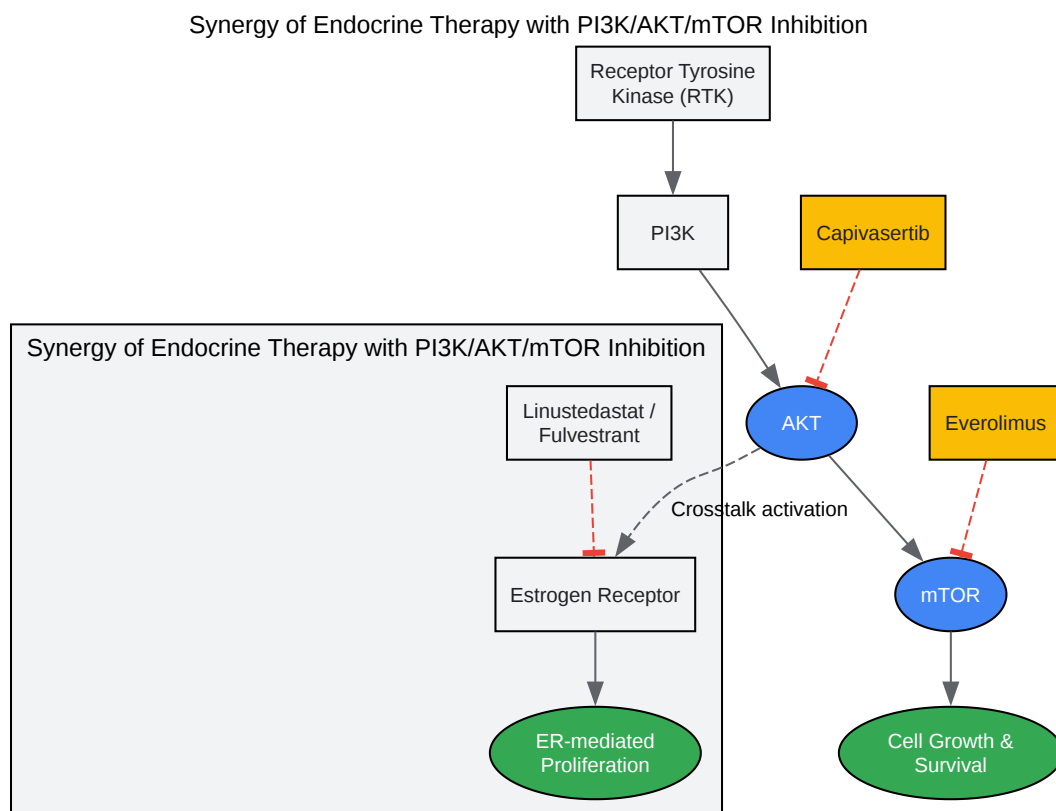 Synergy of Endocrine Therapy with PI3K/AKT/mTOR Inhibition
Receptor Tyrosine
Kinase (RTK)
PI3K
Capivasertib
Synergy of Endocrine Therapy with PI3K/AKT/mTOR Inhibition
Linustedastat /
Fulvestrant
AKT
Everolimus
Crosstalk activation
Estrogen Receptor
mTOR
ER-mediated
Proliferation
Cell Growth &
Survival